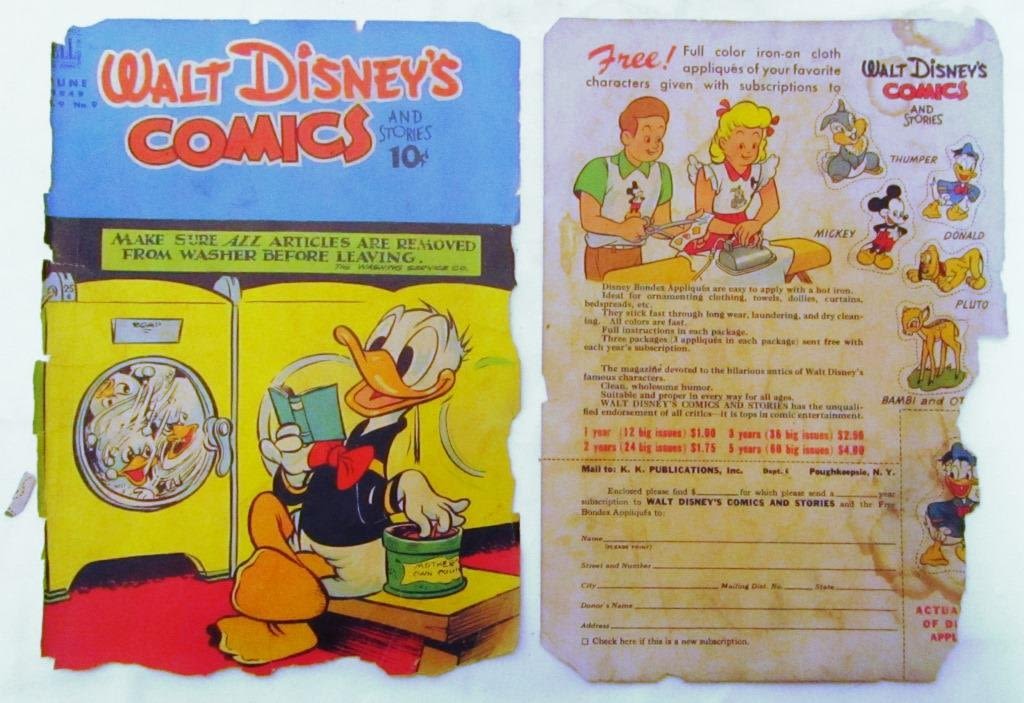 UNE
1949
9 No. 9
WALT DISNEY'S
COMICS
AND
STORIES
10¢
MAKE SURE ALL ARTICLES ARE REMOVED
FROM WASHER BEFORE LEAVING.
THE WASHING SERVICE CO.
25
¢
SOAP
MOTHER'S
OWN
Free! Full color iron-on cloth
appliqués of your favorite
characters given with subscriptions to
WALT DISNEY'S
COMICS
AND
STORIES
THUMPER
MICKEY
DONALD
PLUTO
BAMBI and OT
Disney Bondex Appliqués are easy to apply with a hot iron.
Ideal for ornamenting clothing, towels, doilies, curtains,
bedspreads, etc.
They stick fast through long wear, laundering, and dry clean-
ing. All colors are fast.
Full instructions in each package.
Three packages (3 appliqués in each package) sent free with
each year's subscription.
The magazine devoted to the hilarious antics of Walt Disney's
famous characters.
Clean, wholesome humor.
Suitable and proper in every way for all ages.
WALT DISNEY'S COMICS AND STORIES has the unquali-
fied endorsement of all critics—it is tops in comic entertainment.
1 year (12 big issues) $1.00 3 years (36 big issues) $2.50
2 years (24 big issues) $1.75 5 years (60 big issues) $4.00
Mail to: K. K. PUBLICATIONS, Inc. Dept. 6 Poughkeepsie, N. Y.
Enclosed please find $ for which please send a year
subscription to WALT DISNEY'S COMICS AND STORIES and the Free
Bondex Appliqués to:
Name
(PLEASE PRINT)
Street and Number
City Mailing Dist. No. State
Donor's Name
Address
Check here if this is a new subscription.
ACTUA
OF DI
APPL